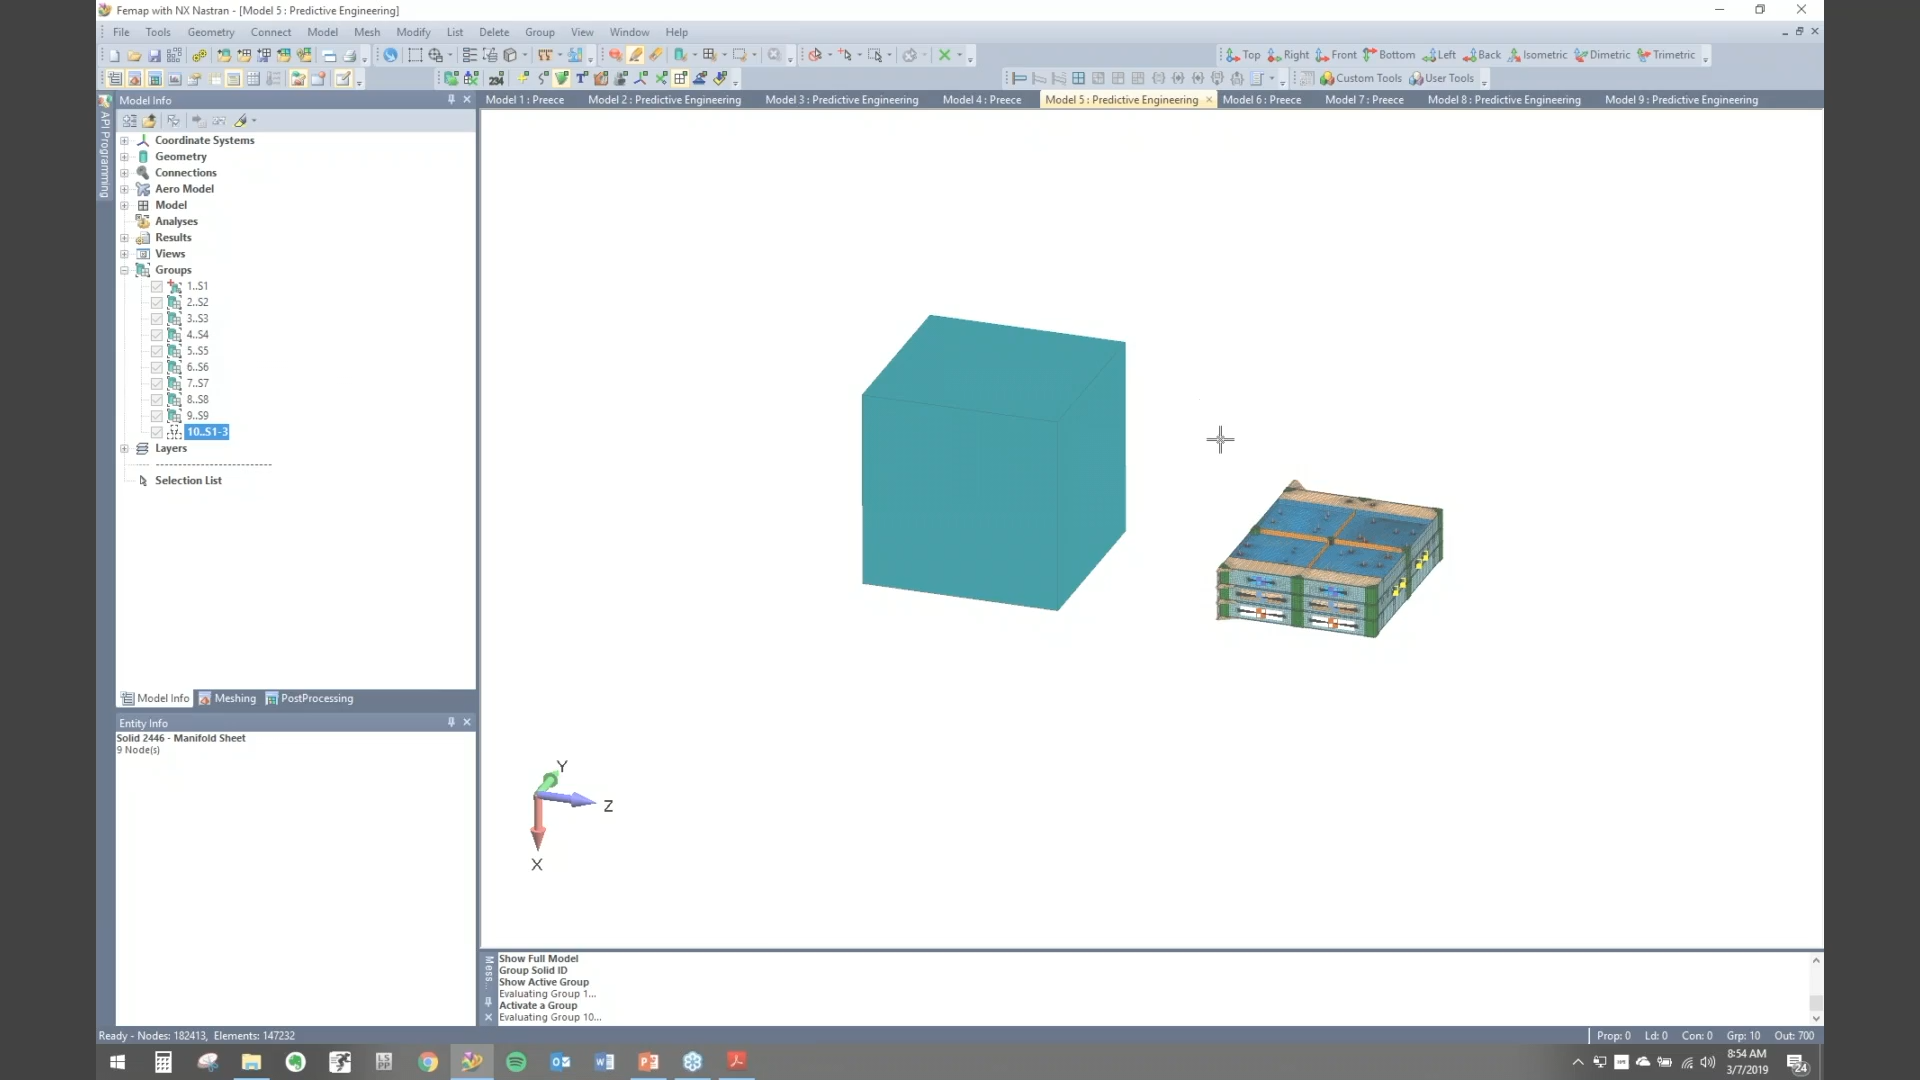 Femap with NX Nastran - [Model 5 : Predictive Engineering]
File Tools Geometry Connect Model Mesh Modify List Delete Group View Window Help
Top Right Front Bottom Left Back Isometric Dimetric Trimetric
234 Custom Tools User Tools
Model Info
Model 1 : Preece Model 2 : Predictive Engineering Model 3 : Predictive Engineering Model 4 : Preece Model 5 : Predictive Engineering Model 6 : Preece Model 7 : Preece Model 8 : Predictive Engineering Model 9 : Predictive Engineering
API Programming
Coordinate Systems
Geometry
Connections
Aero Model
Model
Analyses
Results
Views
Groups
1..S1
2..S2
3..S3
4..S4
5..S5
6..S6
7..S7
8..S8
9..S9
10..S1-3
Layers
Selection List
Model Info Meshing PostProcessing
Entity Info
Solid 2446 - Manifold Sheet
9 Node(s)
Y
Z
X
Mess...
Show Full Model
Group Solid ID
Show Active Group
Evaluating Group 1...
Activate a Group
Evaluating Group 10...
Ready - Nodes: 182413, Elements: 147232
Prop: 0 Ld: 0 Con: 0 Grp: 10 Out: 700
8:54 AM
3/7/2019
24